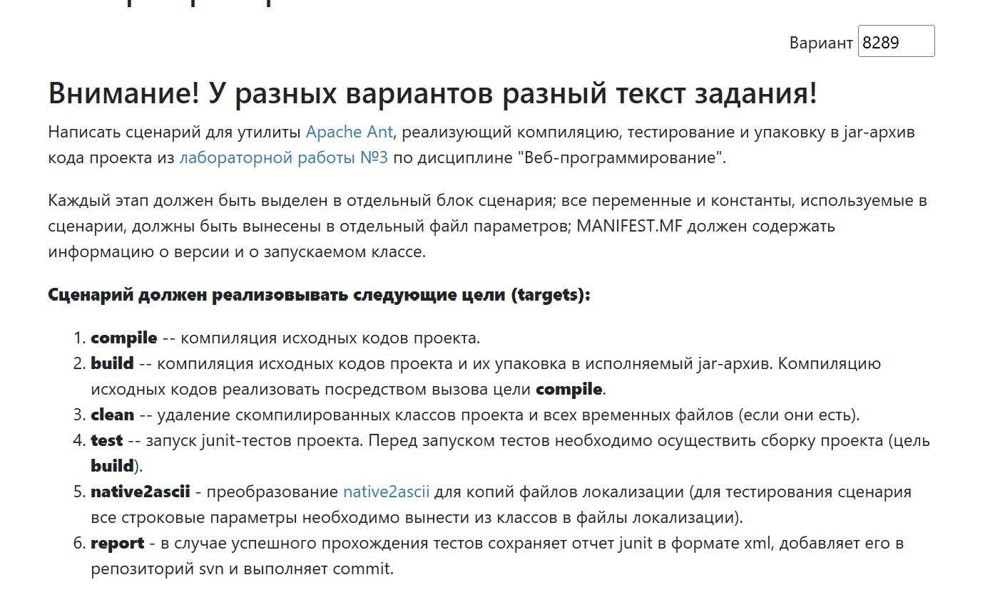 Вариант 8289
Внимание! У разных вариантов разный текст задания!
Написать сценарий для утилиты Apache Ant, реализующий компиляцию, тестирование и упаковку в jar-архив
кода проекта из лабораторной работы №3 по дисциплине "Веб-программирование".
Каждый этап должен быть выделен в отдельный блок сценария; все переменные и константы, используемые в
сценарии, должны быть вынесены в отдельный файл параметров; MANIFEST.MF должен содержать
информацию о версии и о запускаемом классе.
Сценарий должен реализовывать следующие цели (targets):
1. compile -- компиляция исходных кодов проекта.
2. build -- компиляция исходных кодов проекта и их упаковка в исполняемый jar-архив. Компиляцию
исходных кодов реализовать посредством вызова цели compile.
3. clean -- удаление скомпилированных классов проекта и всех временных файлов (если они есть).
4. test -- запуск junit-тестов проекта. Перед запуском тестов необходимо осуществить сборку проекта (цель
build).
5. native2ascii - преобразование native2ascii для копий файлов локализации (для тестирования сценария
все строковые параметры необходимо вынести из классов в файлы локализации).
6. report - в случае успешного прохождения тестов сохраняет отчет junit в формате xml, добавляет его в
репозиторий svn и выполняет commit.